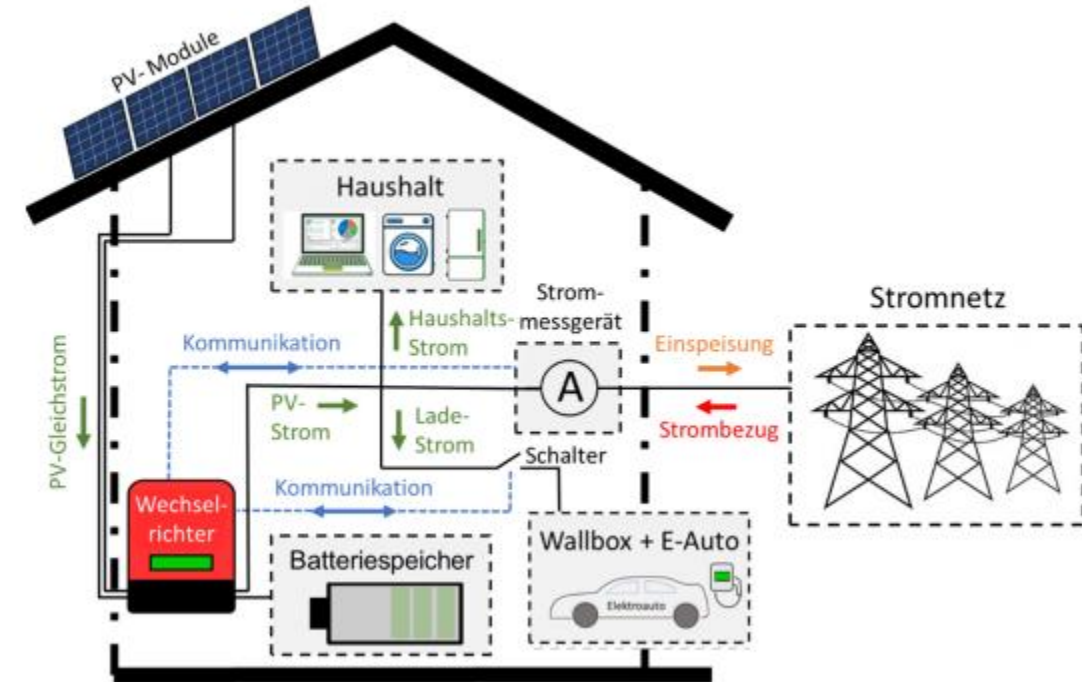 PV- Module
Haushalt
Strom-
messgerät
Stromnetz
Haushalts-
Strom
Kommunikation
A
Einspeisung
PV-Gleichstrom
PV-
Strom
Lade-
Strom
Strombezug
Schalter
Kommunikation
Wechsel-
richter
Batteriespeicher
Wallbox + E-Auto
Elektroauto